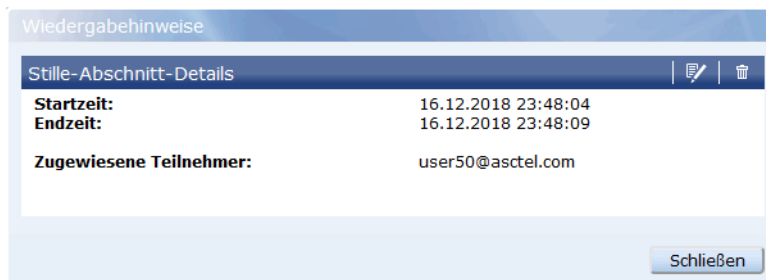 Wiedergabehinweise
Stille-Abschnitt-Details
Startzeit: 16.12.2018 23:48:04
Endzeit: 16.12.2018 23:48:09
Zugewiesene Teilnehmer: user50@asctel.com
Schließen